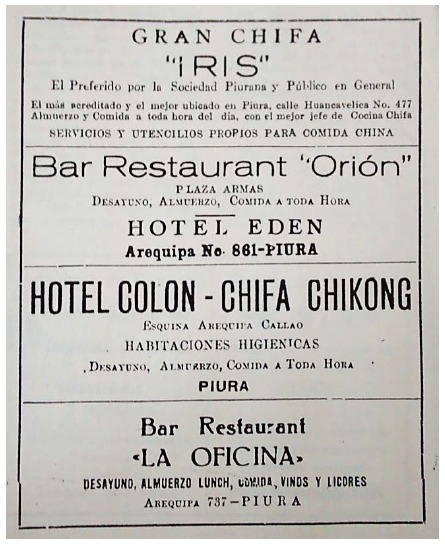 GRAN CHIFA
"IRIS"
El Preferido por la Sociedad Piurana y Público en General
El más acreditado y el mejor ubicado en Piura, calle Huancavelica No. 477
Almuerzo y Comida a toda hora del día, con el mejor jefe de Cocina Chifa
SERVICIOS Y UTENCILIOS PROPIOS PARA COMIDA CHINA
Bar Restaurant "Orión"
PLAZA ARMAS
DESAYUNO, ALMUERZO, COMIDA A TODA HORA
HOTEL EDEN
Arequipa No. 861-PIURA
HOTEL COLON - CHIFA CHIKONG
ESQUINA AREQUIPA CALLAO
HABITACIONES HIGIENICAS
DESAYUNO, ALMUERZO, COMIDA A TODA HORA
PIURA
Bar Restaurant
«LA OFICINA»
DESAYUNO, ALMUERZO LUNCH, COMIDA, VINOS Y LICORES
AREQUIPA 737-PIURA